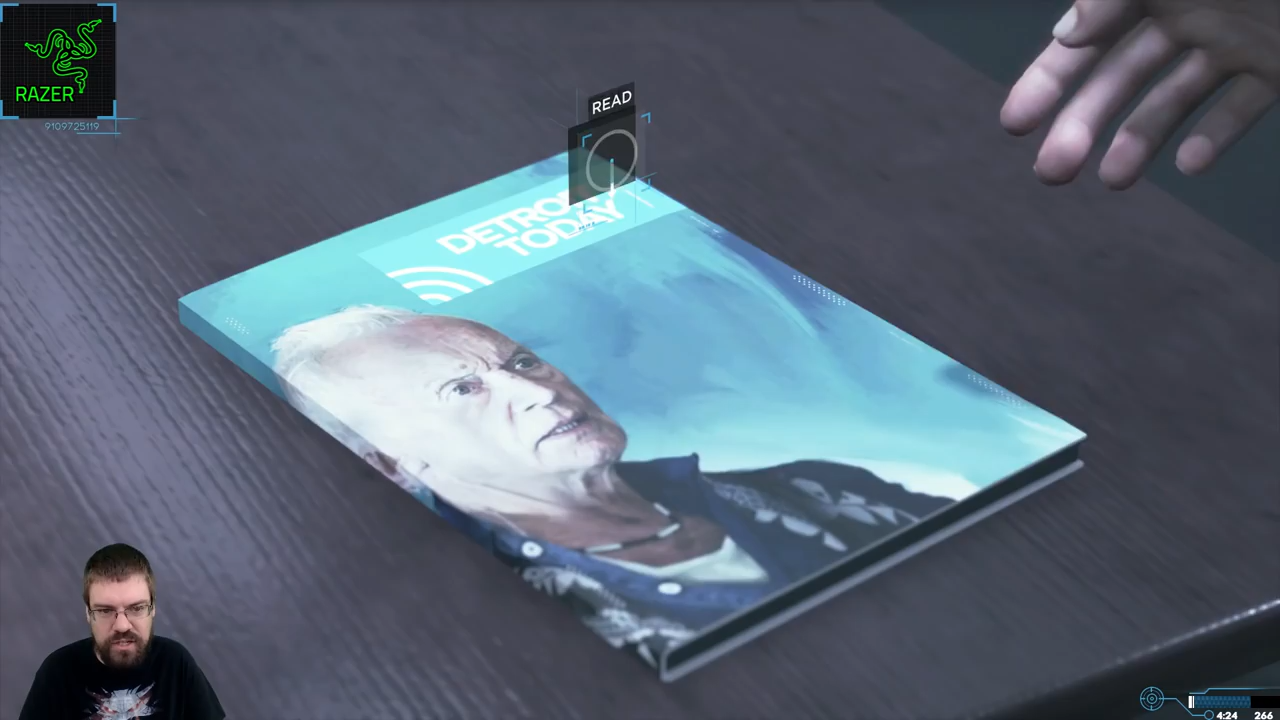 RAZER
9109725119
READ
DETROIT
TODAY
4:24 266